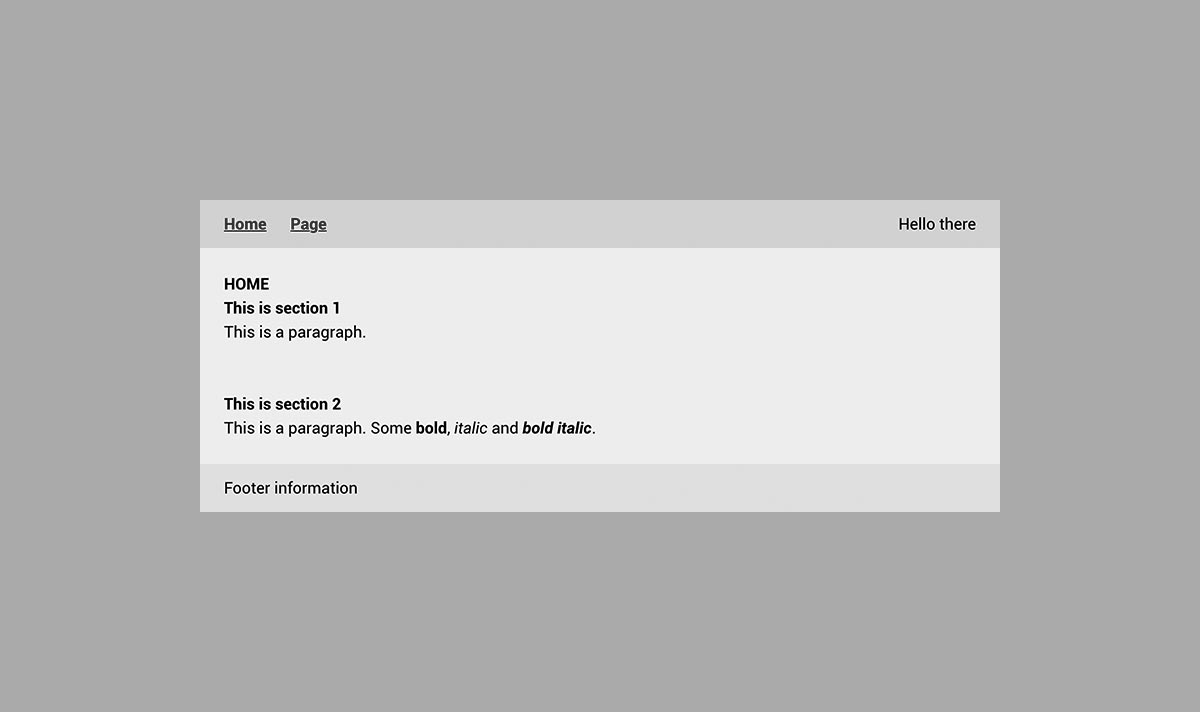 Home Page Hello there
HOME
This is section 1
This is a paragraph.
This is section 2
This is a paragraph. Some bold, italic and bold italic.
Footer information